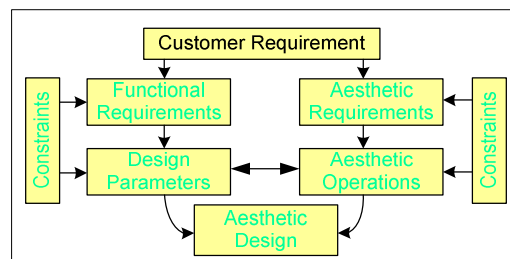 Customer Requirement
Functional
Requirements
Aesthetic
Requirements
Constraints
Constraints
Design
Parameters
Aesthetic
Operations
Aesthetic
Design